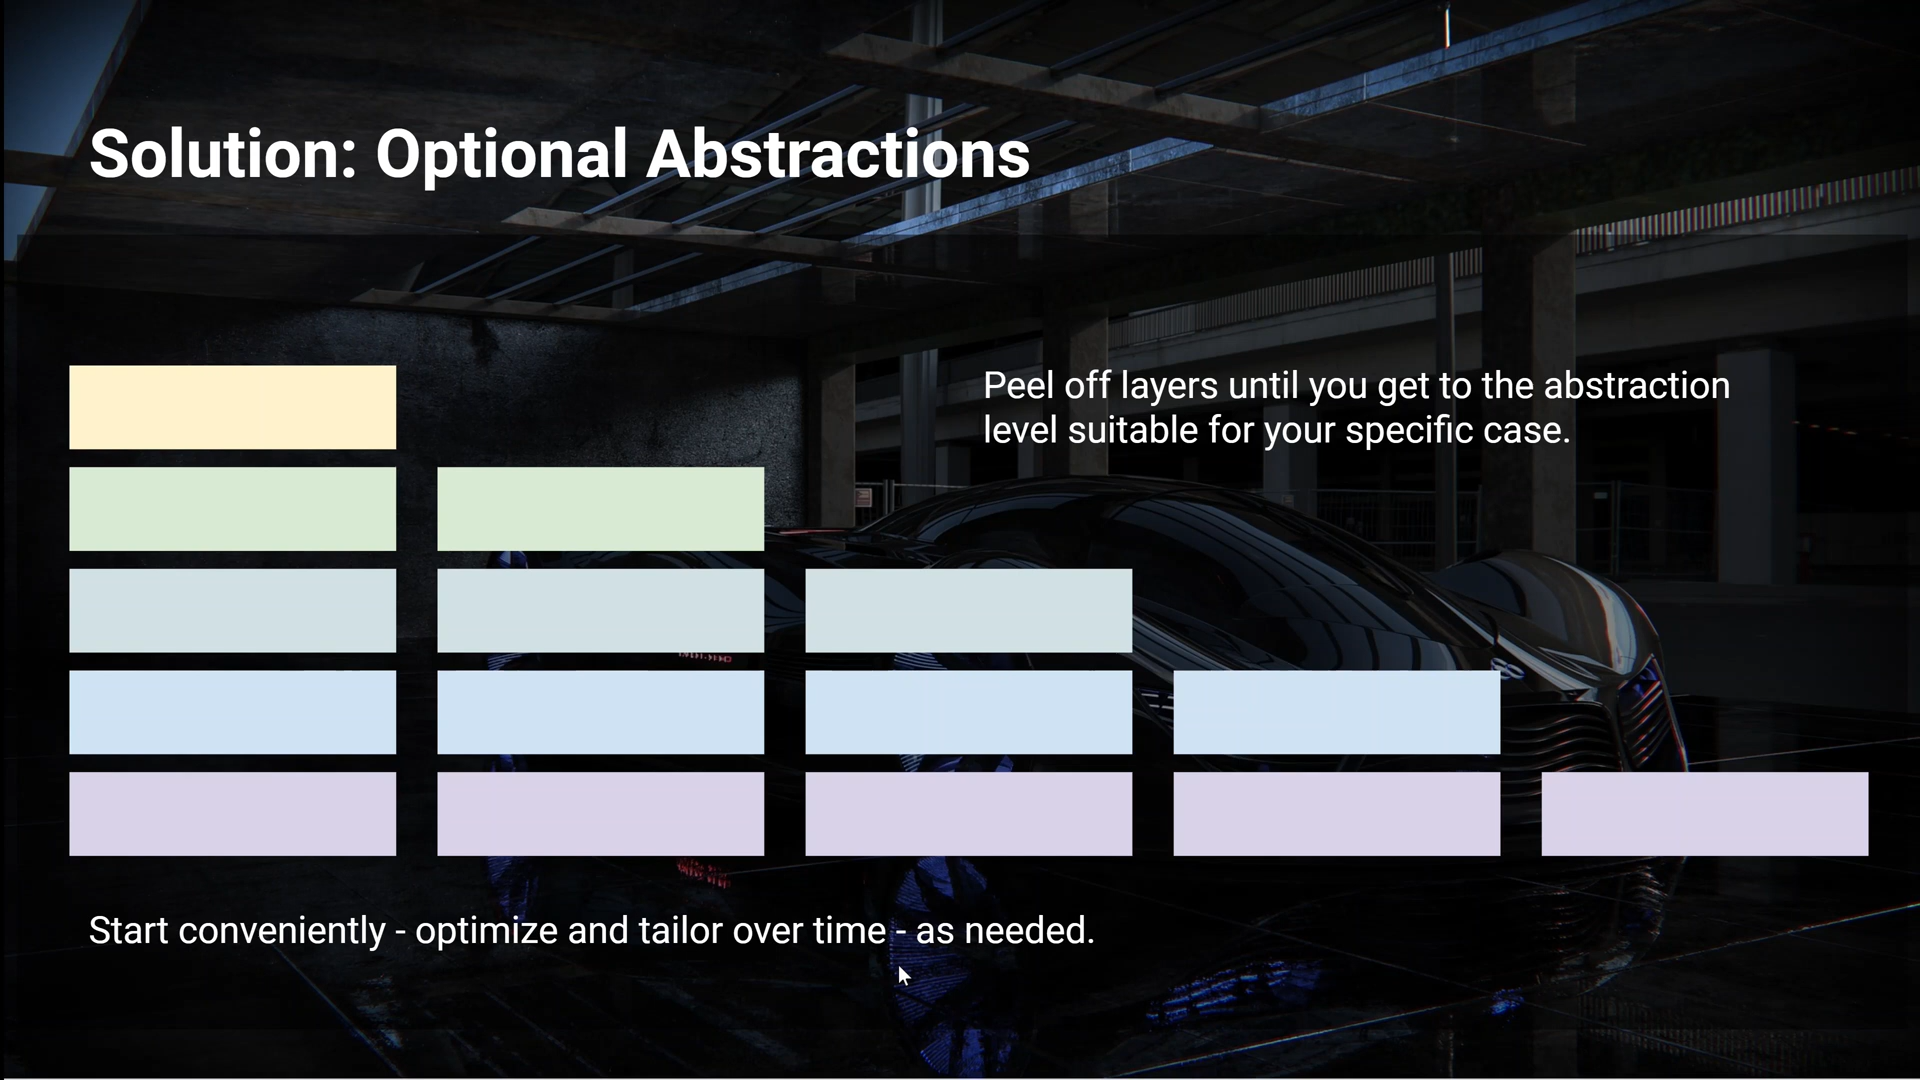 Solution: Optional Abstractions
Peel off layers until you get to the abstraction
level suitable for your specific case.
Start conveniently - optimize and tailor over time - as needed.